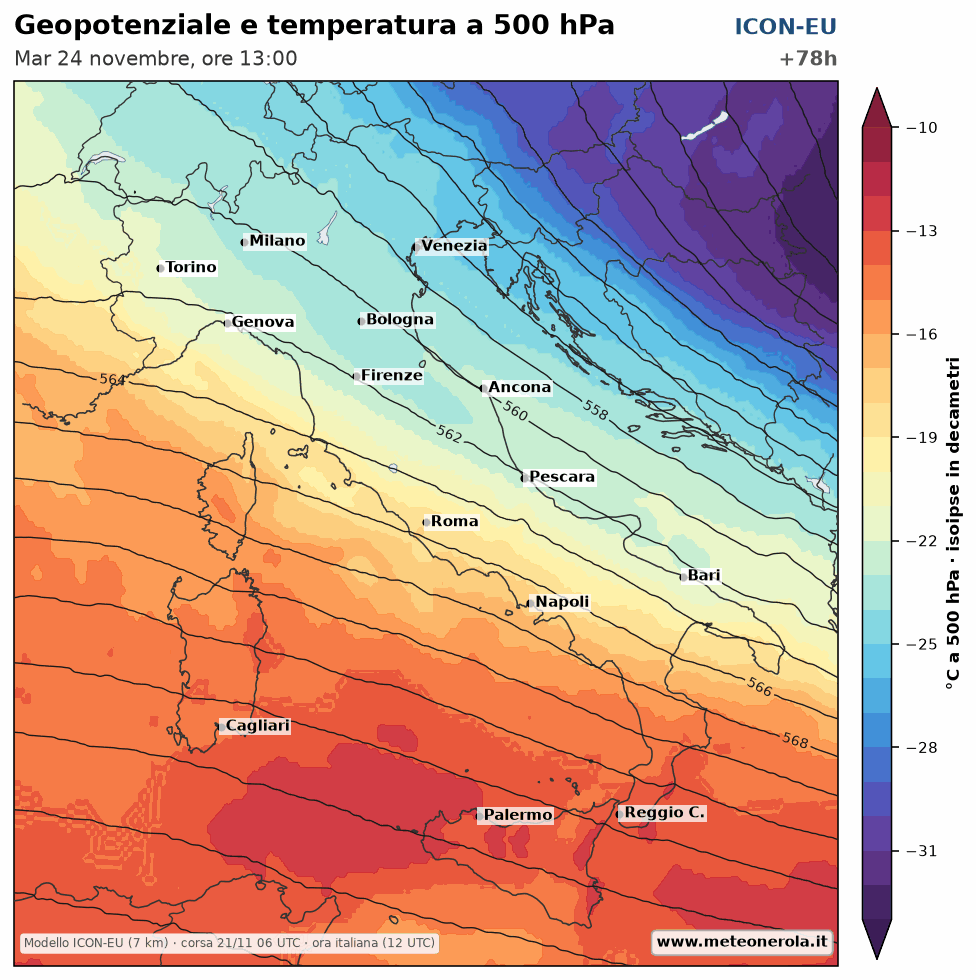 Geopotenziale e temperatura a 500 hPa
ICON-EU
Mar 24 novembre, ore 13:00
+78h
Milano
Venezia
Torino
Genova
Bologna
Firenze
564
Ancona
560
558
562
Pescara
Roma
Bari
Napoli
566
Cagliari
568
Palermo
Reggio C.
−10
−13
−16
−19
−22
−25
−28
−31
°C a 500 hPa · isoipse in decametri
Modello ICON-EU (7 km) · corsa 21/11 06 UTC · ora italiana (12 UTC)
www.meteonerola.it